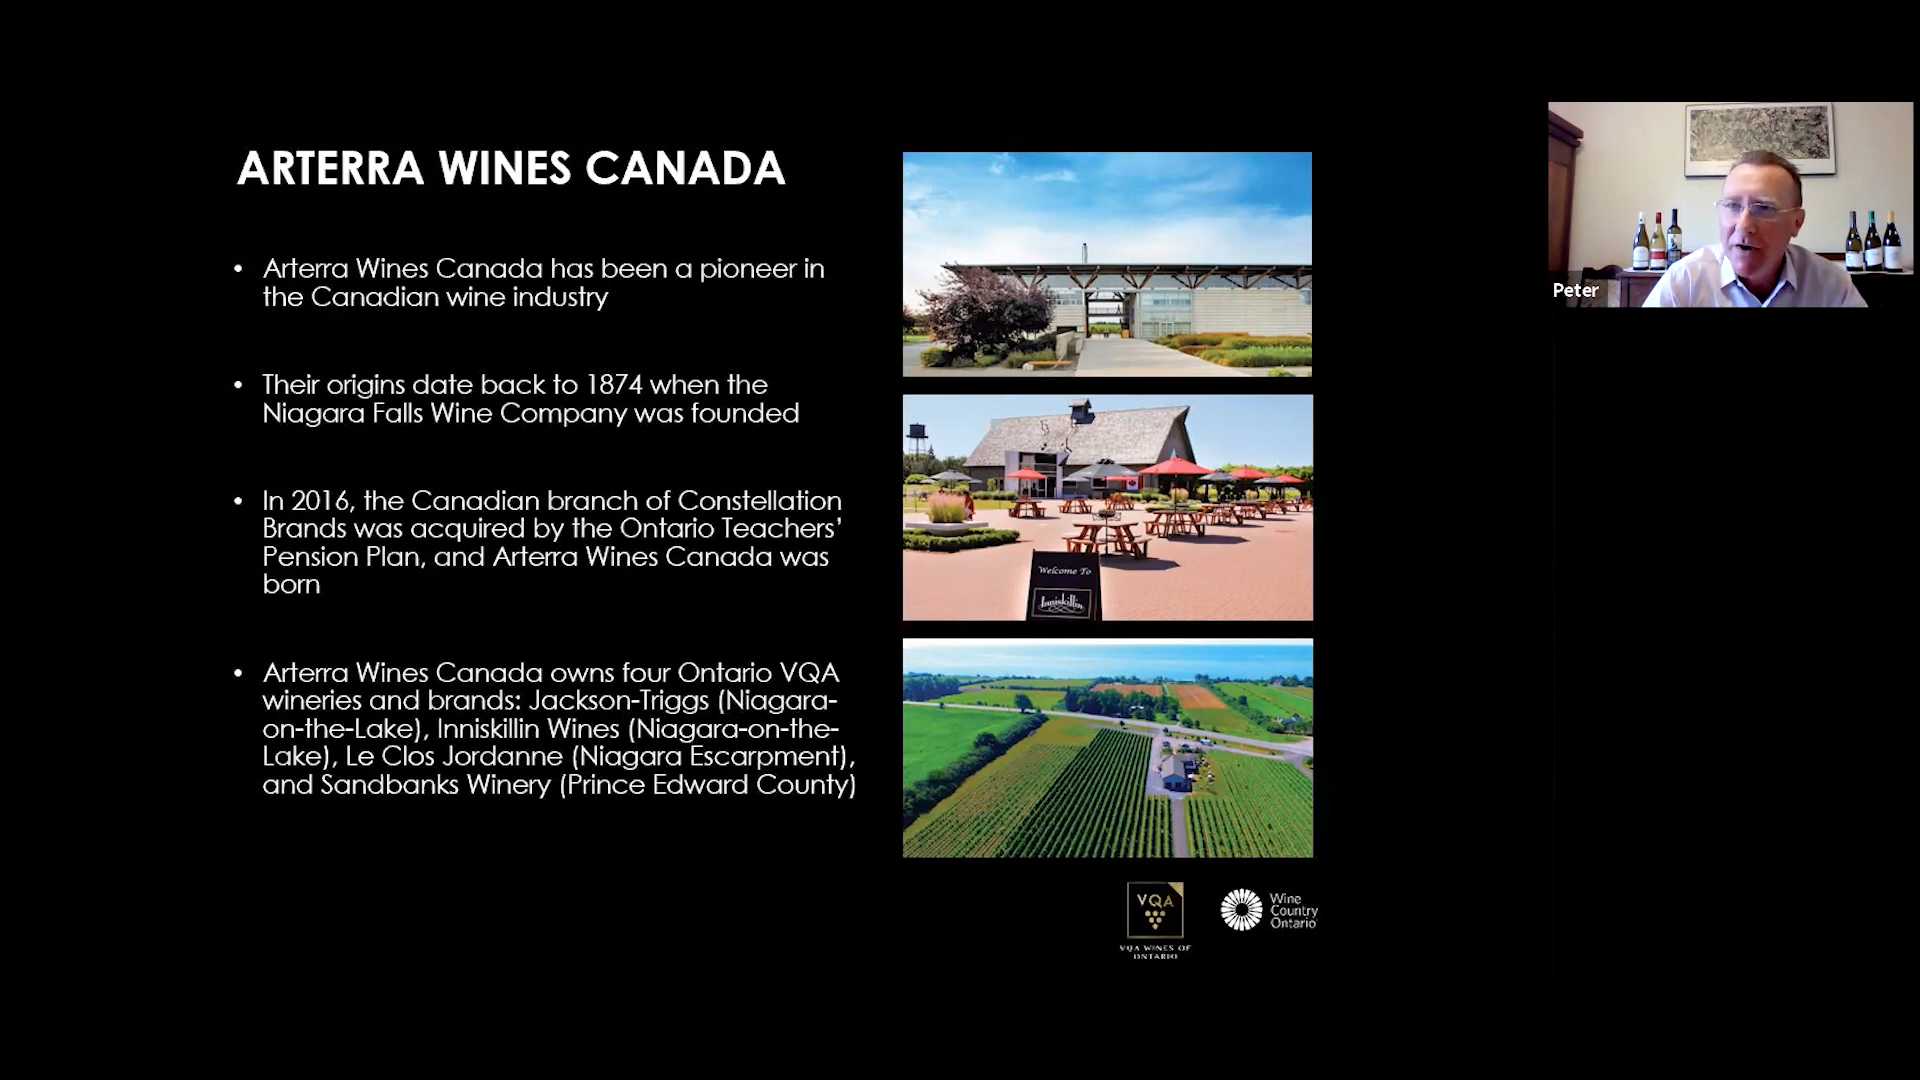 ARTERRA WINES CANADA
• Arterra Wines Canada has been a pioneer in
the Canadian wine industry
• Their origins date back to 1874 when the
Niagara Falls Wine Company was founded
• In 2016, the Canadian branch of Constellation
Brands was acquired by the Ontario Teachers’
Pension Plan, and Arterra Wines Canada was
born
• Arterra Wines Canada owns four Ontario VQA
wineries and brands: Jackson-Triggs (Niagara-
on-the-Lake), Inniskillin Wines (Niagara-on-the-
Lake), Le Clos Jordanne (Niagara Escarpment),
and Sandbanks Winery (Prince Edward County)
Welcome To
Inniskillin
VQA
VQA WINES OF
ONTARIO
Wine
Country
Ontario
Peter